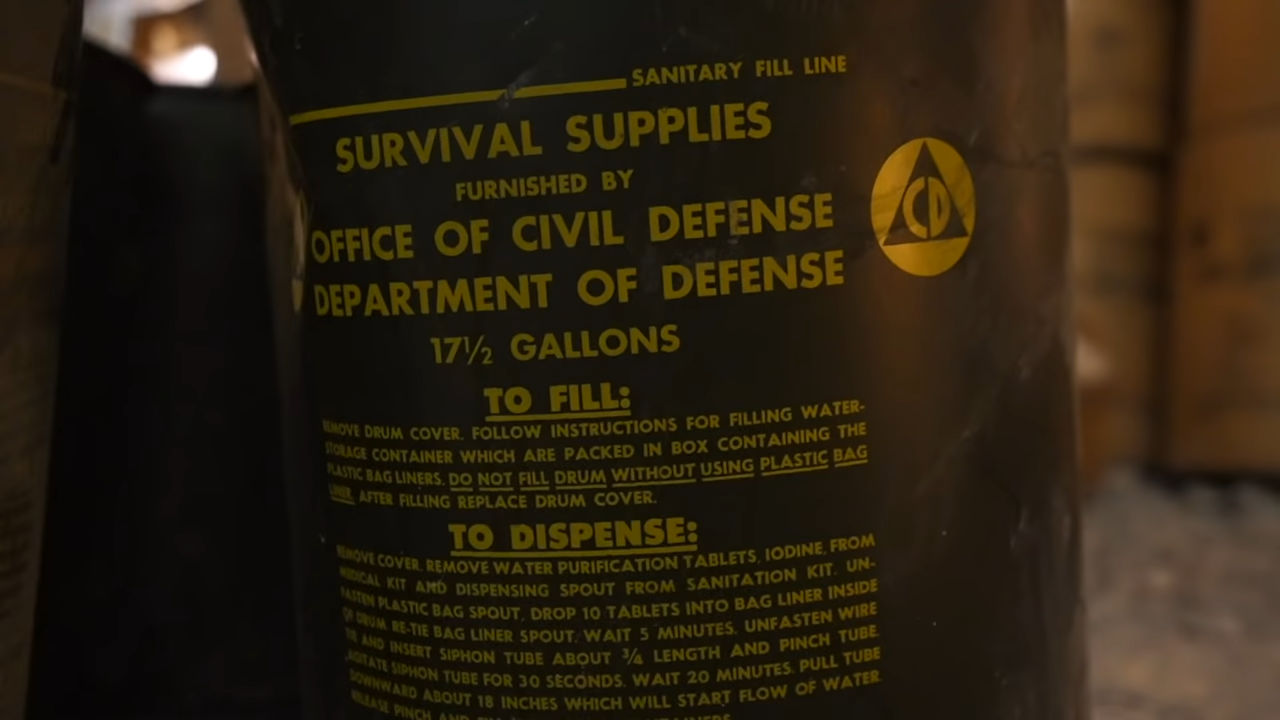 SANITARY FILL LINE
SURVIVAL SUPPLIES
FURNISHED BY
OFFICE OF CIVIL DEFENSE
DEPARTMENT OF DEFENSE
CD
17½ GALLONS
TO FILL:
REMOVE DRUM COVER. FOLLOW INSTRUCTIONS FOR FILLING WATER-
STORAGE CONTAINER WHICH ARE PACKED IN BOX CONTAINING THE
PLASTIC BAG LINERS. DO NOT FILL DRUM WITHOUT USING PLASTIC BAG
LINER. AFTER FILLING REPLACE DRUM COVER.
TO DISPENSE:
REMOVE COVER. REMOVE WATER PURIFICATION TABLETS, IODINE, FROM
MEDICAL KIT AND DISPENSING SPOUT FROM SANITATION KIT. UN-
FASTEN PLASTIC BAG SPOUT, DROP 10 TABLETS INTO BAG LINER INSIDE
OF DRUM RE-TIE BAG LINER SPOUT, WAIT 5 MINUTES. UNFASTEN WIRE
TIE AND INSERT SIPHON TUBE ABOUT ¾ LENGTH AND PINCH TUBE.
AGITATE SIPHON TUBE FOR 30 SECONDS. WAIT 20 MINUTES. PULL TUBE
DOWNWARD ABOUT 18 INCHES WHICH WILL START FLOW OF WATER.
RELEASE PINCH AND